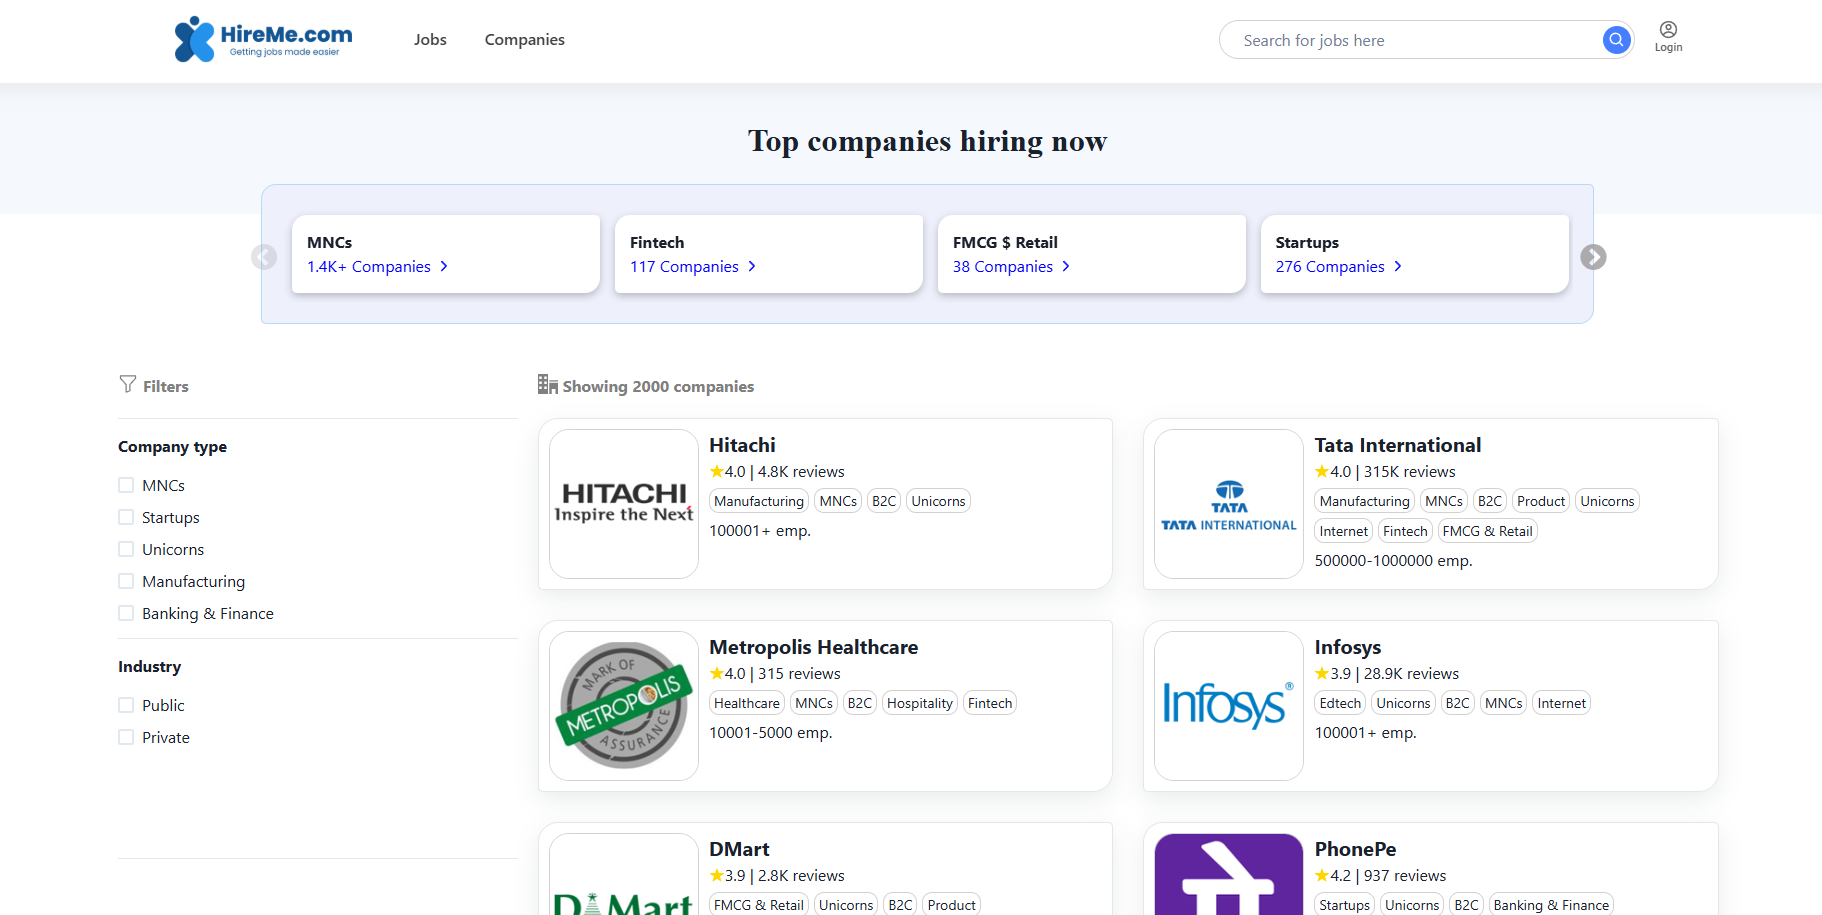 HireMe.com
Getting jobs made easier
Jobs
Companies
Search for jobs here
Login
Top companies hiring now
MNCs
1.4K+ Companies
Fintech
117 Companies
FMCG $ Retail
38 Companies
Startups
276 Companies
Filters
Company type
MNCs
Startups
Unicorns
Manufacturing
Banking & Finance
Industry
Public
Private
Showing 2000 companies
HITACHI
Inspire the Next
Hitachi
4.0 | 4.8K reviews
Manufacturing MNCs B2C Unicorns
100001+ emp.
TATA
TATA INTERNATIONAL
Tata International
4.0 | 315K reviews
Manufacturing MNCs B2C Product Unicorns
Internet Fintech FMCG & Retail
500000-1000000 emp.
MARK OF
METROPOLIS
ASSURANCE
Metropolis Healthcare
4.0 | 315 reviews
Healthcare MNCs B2C Hospitality Fintech
10001-5000 emp.
Infosys®
Infosys
3.9 | 28.9K reviews
Edtech Unicorns B2C MNCs Internet
100001+ emp.
DMart
DMart
3.9 | 2.8K reviews
FMCG & Retail Unicorns B2C Product
PhonePe
4.2 | 937 reviews
Startups Unicorns B2C Banking & Finance